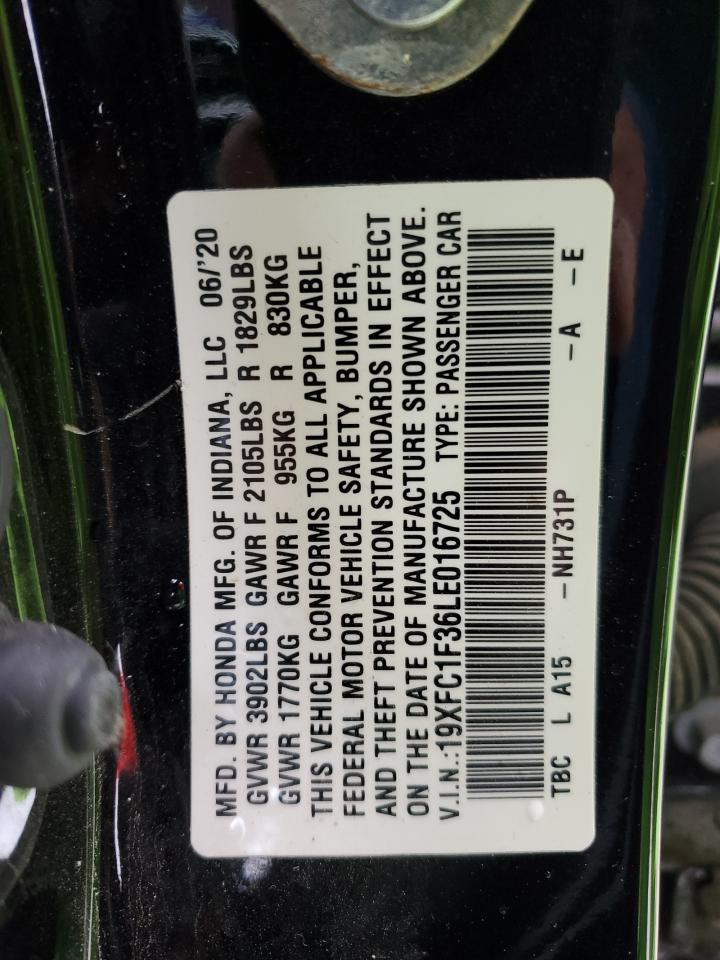 MFD. BY HONDA MFG. OF INDIANA, LLC 06/'20
GVWR 3902LBS GAWR F 2105LBS R 1829LBS
GVWR 1770KG GAWR F 955KG R 830KG
THIS VEHICLE CONFORMS TO ALL APPLICABLE
FEDERAL MOTOR VEHICLE SAFETY, BUMPER,
AND THEFT PREVENTION STANDARDS IN EFFECT
ON THE DATE OF MANUFACTURE SHOWN ABOVE.
V.I.N.:19XFC1F36LE016725 TYPE: PASSENGER CAR
TBC L A15 -NH731P -A -E